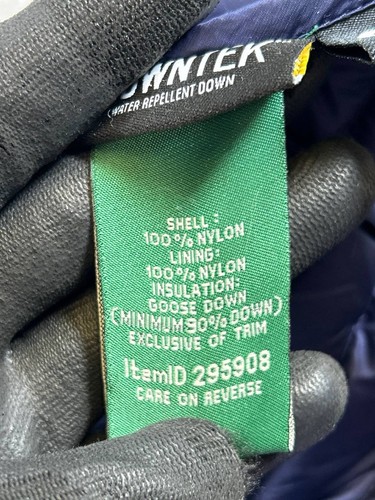 WATER REPELLENT DOWN
SHELL:
100% NYLON
LINING:
100% NYLON
INSULATION-
GOOSE DOWN
(MINIMUM 90% DOWN)
EXCLUSIVE OF TRIM
ItemID 295908
CARE ON REVERSE